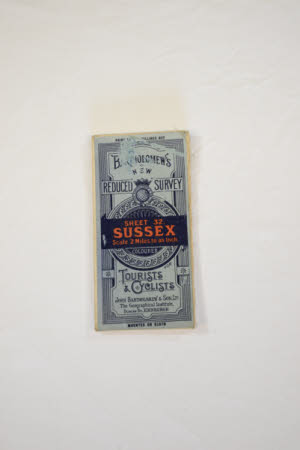 BARTHOLOMEW'S
NEW
REDUCED SURVEY
SHEET 32.
SUSSEX
Scale 2 Miles to an Inch.
COLOURED
TOURISTS
& CYCLISTS
JOHN BARTHOLOMEW & SON, LTD
The Geographical Institute,
EDINBURGH
MOUNTED ON CLOTH